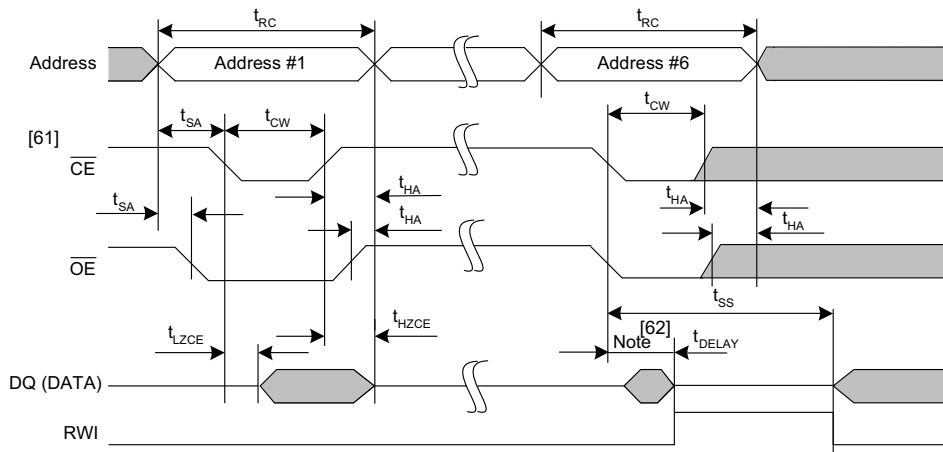 tRC tRC
Address Address #1 Address #6
tSA tCW tCW
[61]
CE
tHA tHA
tSA tHA tHA
OE
tSS
tLZCE tHZCE [62]
Note tDELAY
DQ (DATA)
RWI